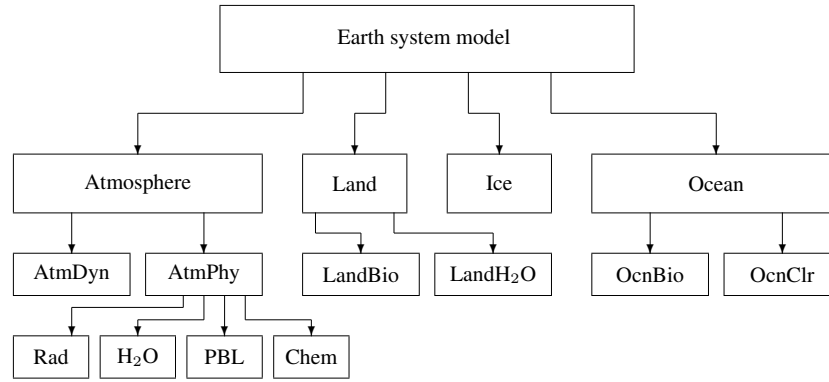 Earth system model
Atmosphere
Land
Ice
Ocean
AtmDyn
AtmPhy
LandBio
LandH₂O
OcnBio
OcnClr
Rad
H₂O
PBL
Chem